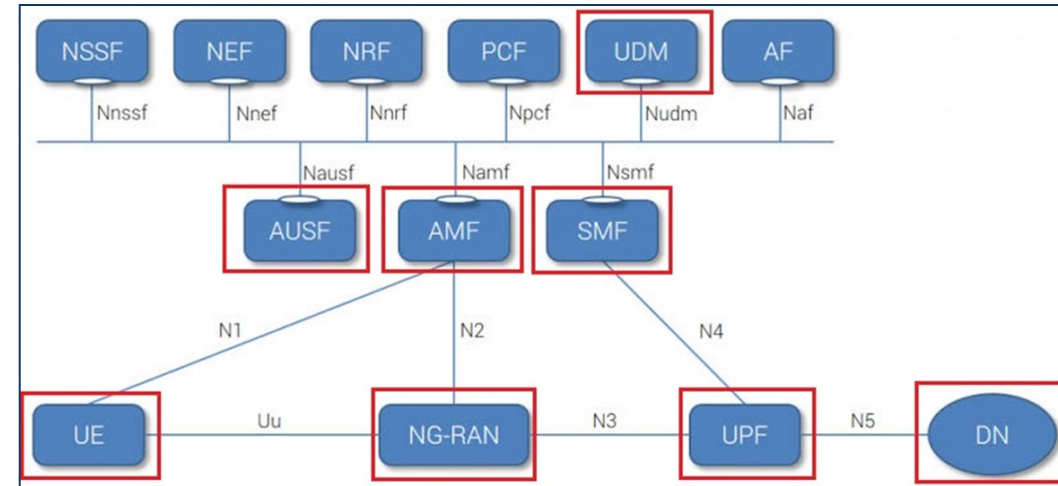 NSSF NEF NRF PCF UDM AF
Nnssf Nnef Nnrf Npcf Nudm Naf
Nausf Namf Nsmf
AUSF AMF SMF
N1 N2 N4
Uu N3 N5
UE NG-RAN UPF DN